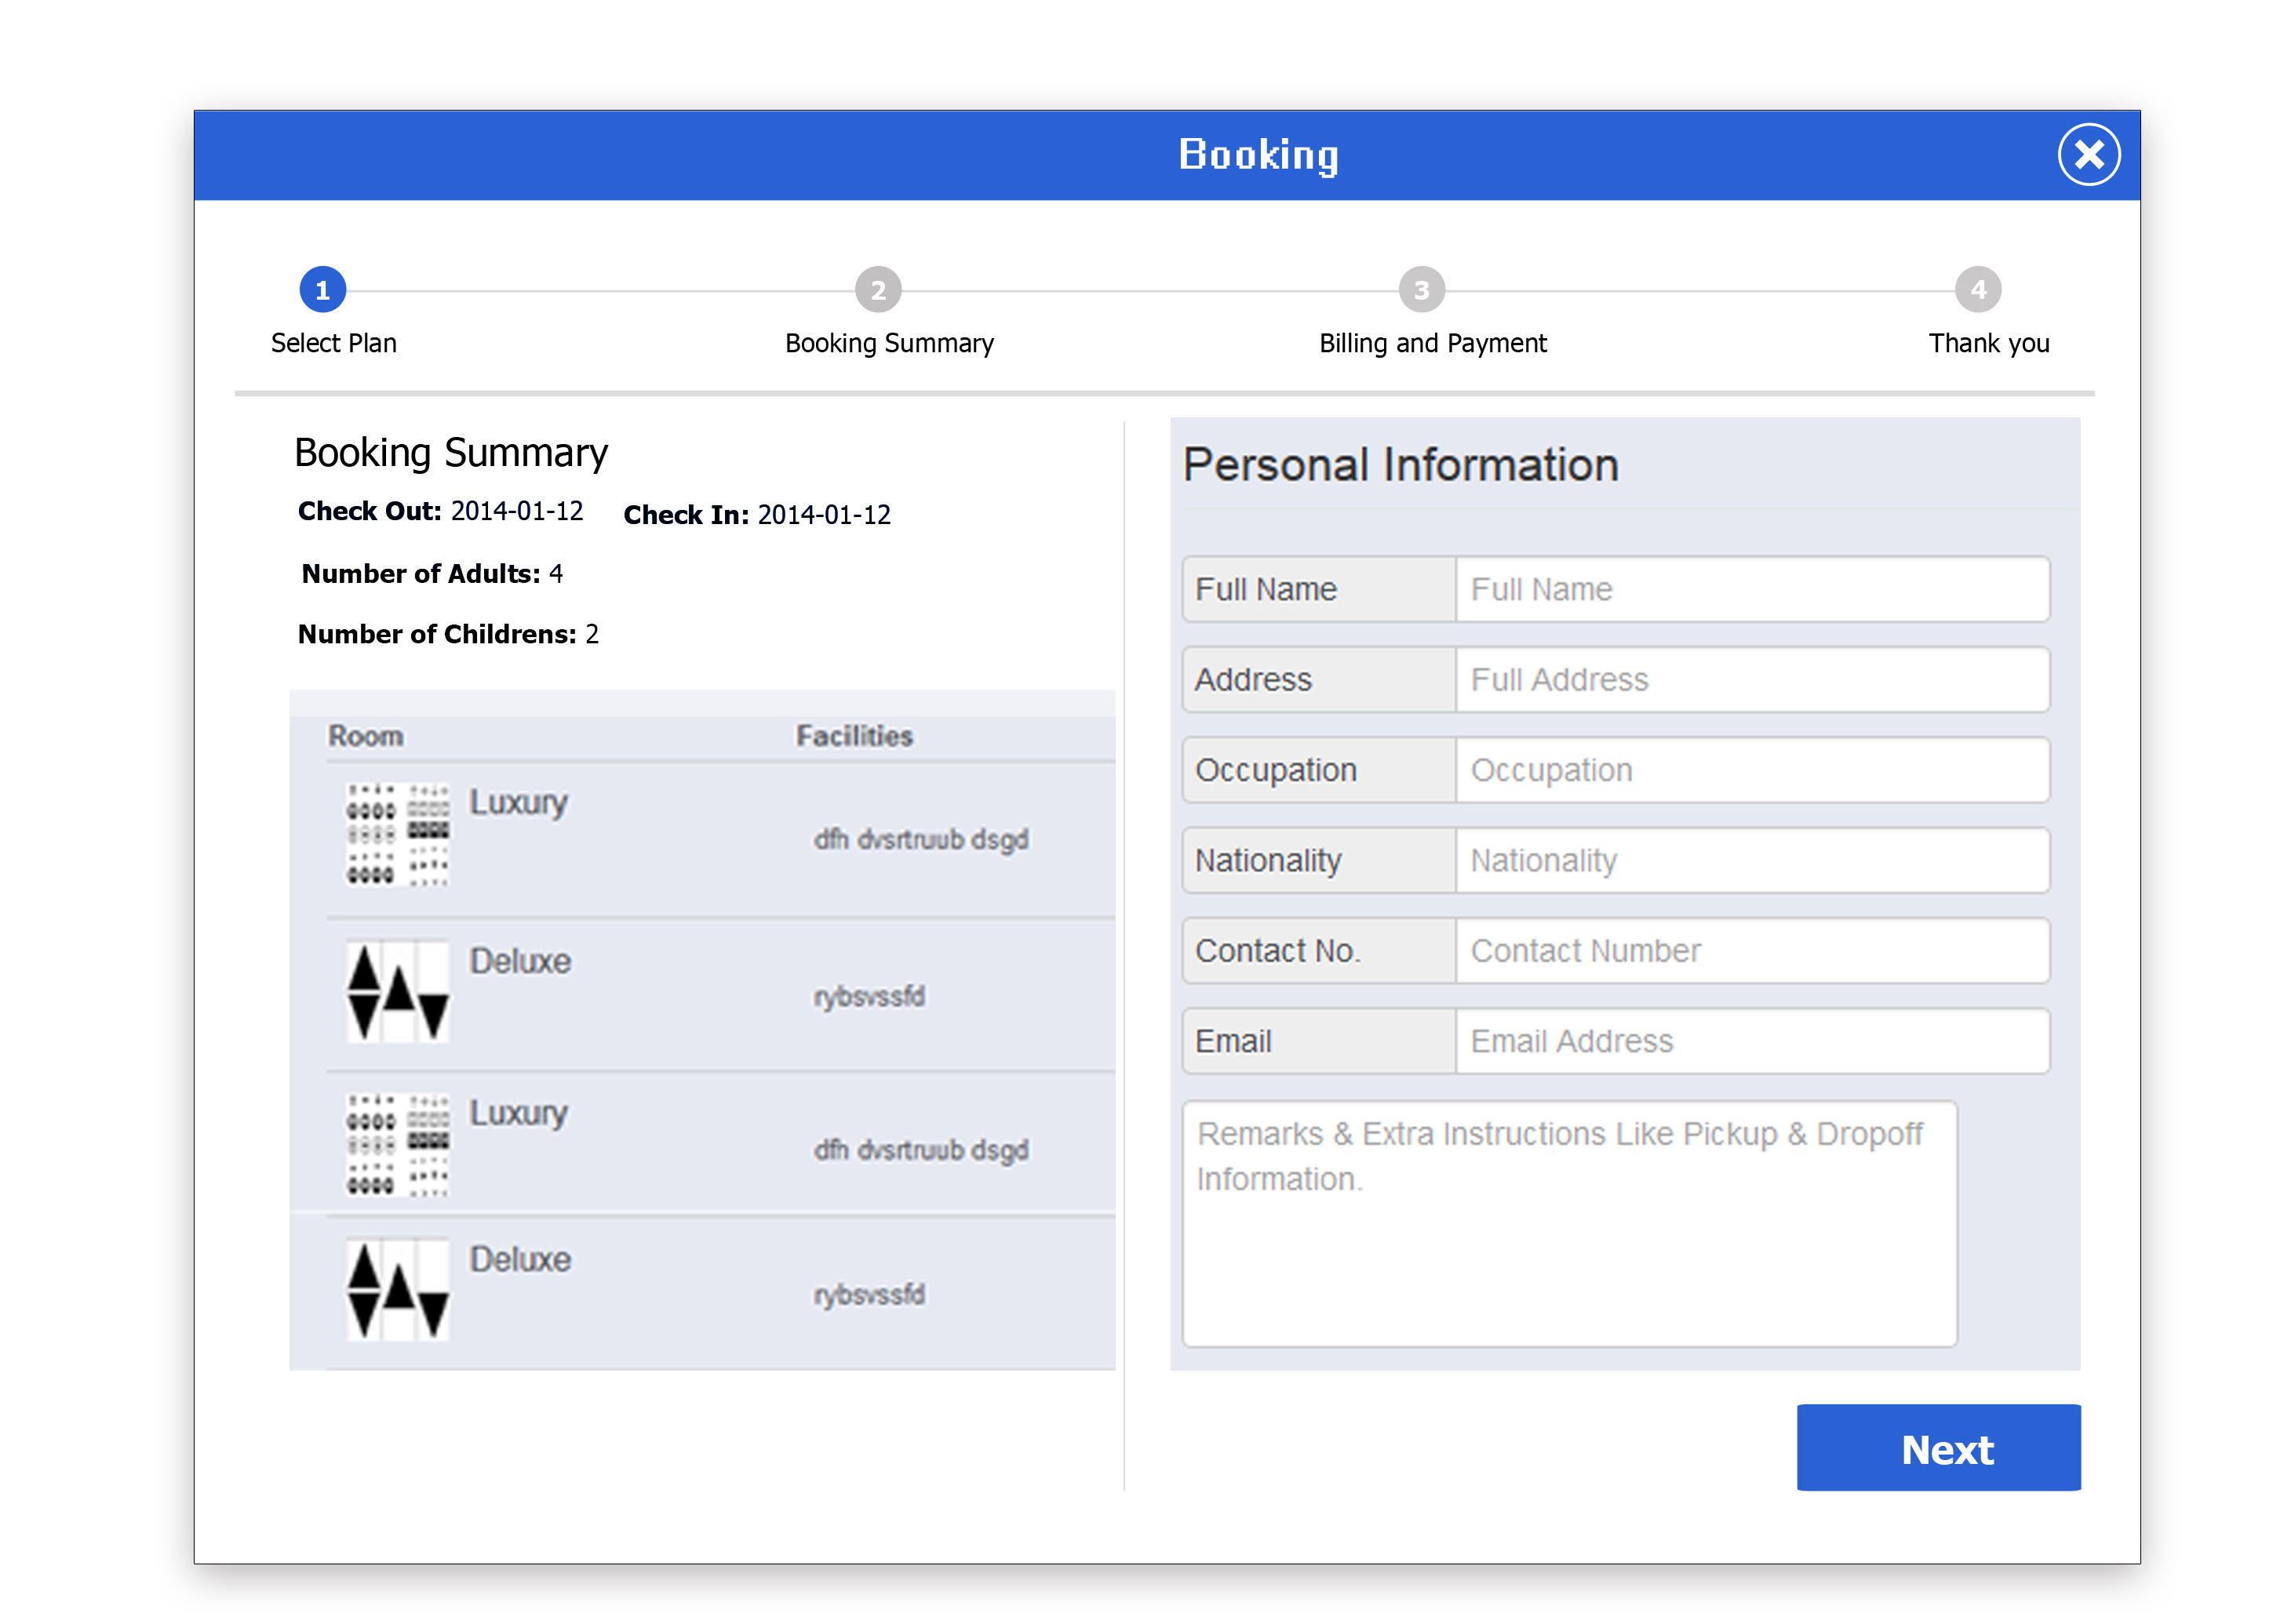 Booking
1
2
3
4
Select Plan
Booking Summary
Billing and Payment
Thank you
Booking Summary
Check Out: 2014-01-12
Check In: 2014-01-12
Number of Adults: 4
Number of Childrens: 2
Room
Facilities
Luxury
dfh dvsrtruub dsgd
Deluxe
rybsvssfd
Luxury
dfh dvsrtruub dsgd
Deluxe
rybsvssfd
Personal Information
Full Name
Full Name
Address
Full Address
Occupation
Occupation
Nationality
Nationality
Contact No.
Contact Number
Email
Email Address
Remarks & Extra Instructions Like Pickup & Dropoff
Information.
Next